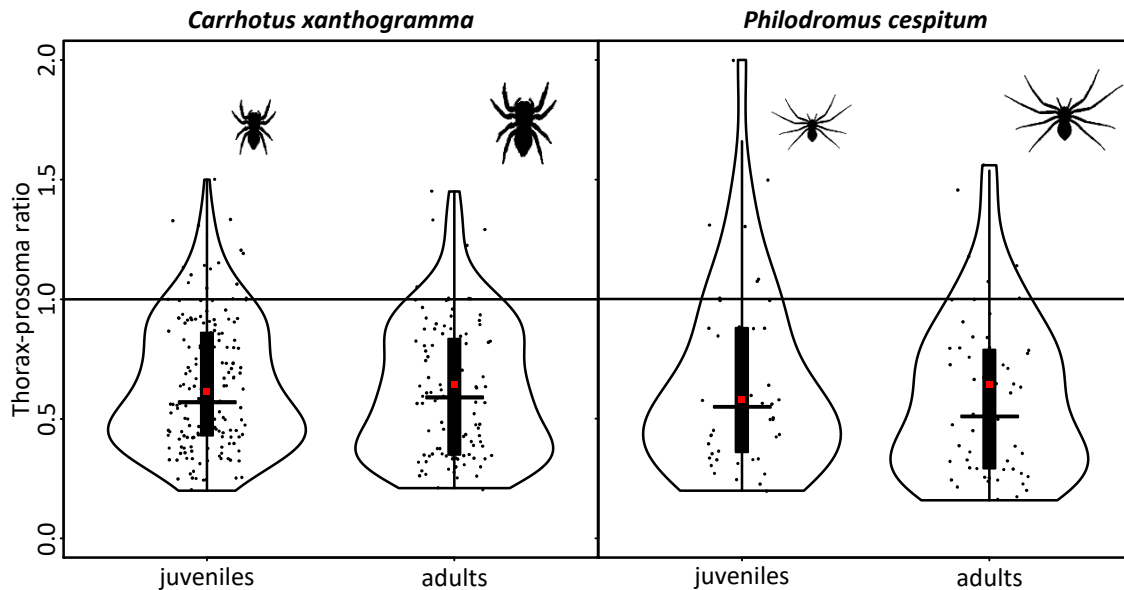 Carrhotus xanthogramma
Philodromus cespitum
Thorax-prosoma ratio
2.0
1.5
1.0
0.5
0.0
juveniles
adults
juveniles
adults